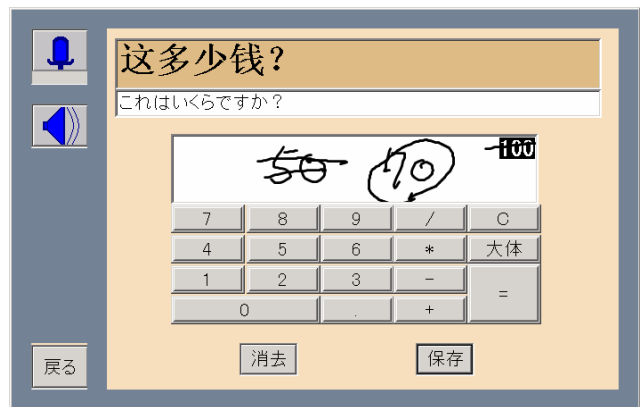 这多少钱?
これはいくらですか?
50 70 100
7 8 9 / C
4 5 6 * 大体
1 2 3 - =
0 . +
戻る 消去 保存